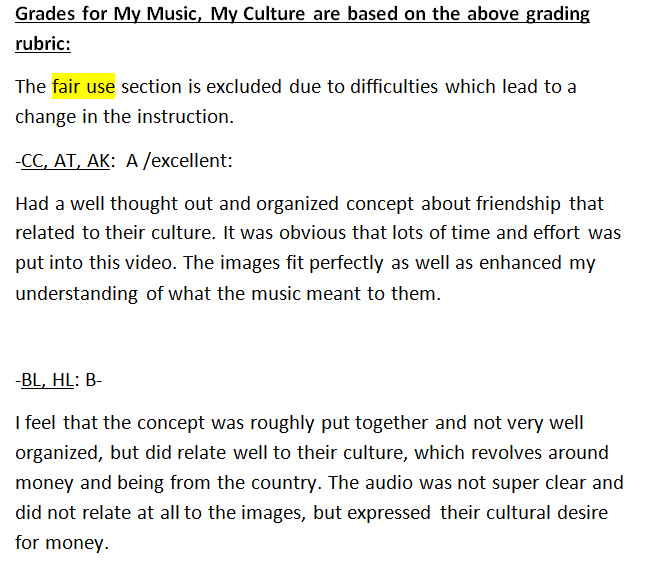 Grades for My Music, My Culture are based on the above grading
rubric:
The fair use section is excluded due to difficulties which lead to a
change in the instruction.
-CC, AT, AK:  A /excellent:
Had a well thought out and organized concept about friendship that
related to their culture. It was obvious that lots of time and effort was
put into this video. The images fit perfectly as well as enhanced my
understanding of what the music meant to them.
-BL, HL: B-
I feel that the concept was roughly put together and not very well
organized, but did relate well to their culture, which revolves around
money and being from the country. The audio was not super clear and
did not relate at all to the images, but expressed their cultural desire
for money.